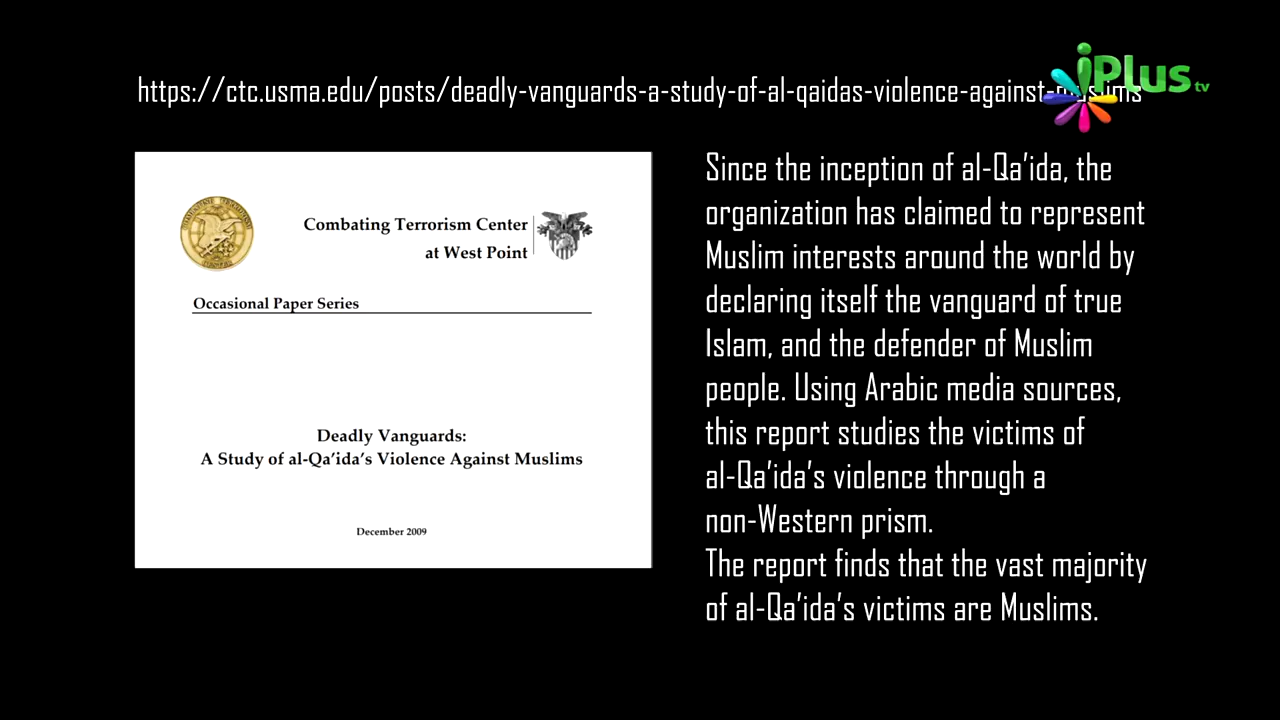 iPlus tv
https://ctc.usma.edu/posts/deadly-vanguards-a-study-of-al-qaidas-violence-against-muslims
Combating Terrorism Center
at West Point
Occasional Paper Series
Deadly Vanguards:
A Study of al-Qa’ida’s Violence Against Muslims
December 2009
Since the inception of al-Qa’ida, the
organization has claimed to represent
Muslim interests around the world by
declaring itself the vanguard of true
Islam, and the defender of Muslim
people. Using Arabic media sources,
this report studies the victims of
al-Qa’ida’s violence through a
non-Western prism.
The report finds that the vast majority
of al-Qa’ida’s victims are Muslims.